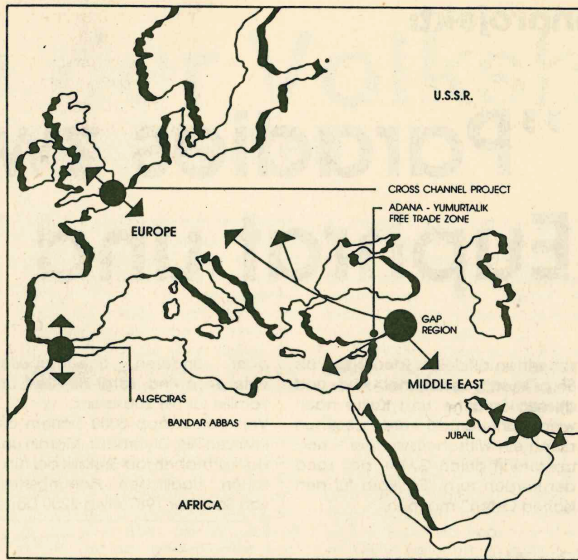 U.S.S.R.
CROSS CHANNEL PROJECT
ADANA - YUMURTALIK
FREE TRADE ZONE
EUROPE
GAP
REGION
MIDDLE EAST
ALGECIRAS
BANDAR ABBAS
JUBAIL
AFRICA